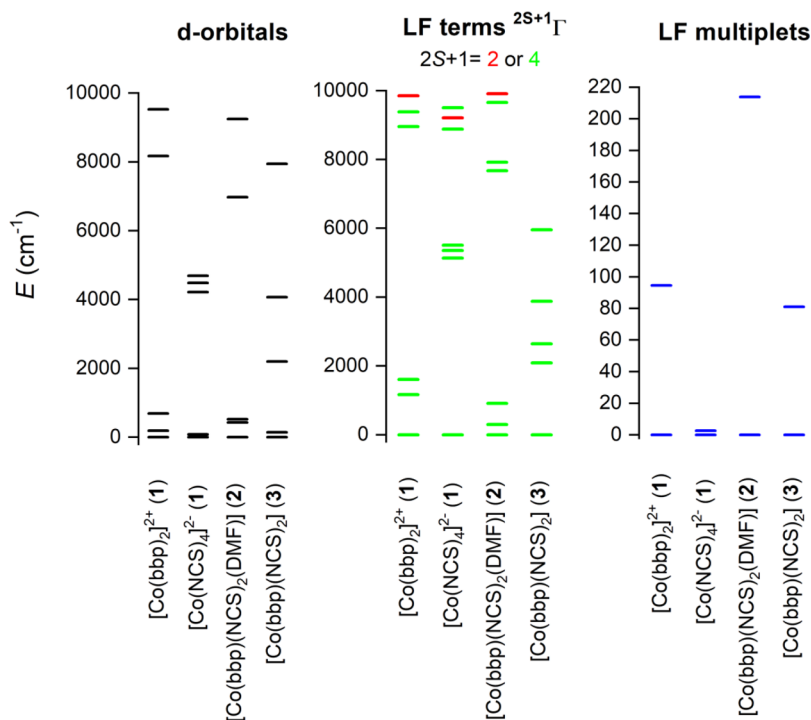 d-orbitals
LF terms ²ˢ⁺¹Γ
2S+1= 2 or 4
LF multiplets
E (cm⁻¹)
10000
8000
6000
4000
2000
0
[Co(bbp)₂]²⁺ (1)
[Co(NCS)₄]²⁻ (1)
[Co(bbp)(NCS)₂(DMF)] (2)
[Co(bbp)(NCS)₂] (3)
10000
8000
6000
4000
2000
0
[Co(bbp)₂]²⁺ (1)
[Co(NCS)₄]²⁻ (1)
[Co(bbp)(NCS)₂(DMF)] (2)
[Co(bbp)(NCS)₂] (3)
220
200
180
160
140
120
100
80
60
40
20
0
[Co(bbp)₂]²⁺ (1)
[Co(NCS)₄]²⁻ (1)
[Co(bbp)(NCS)₂(DMF)] (2)
[Co(bbp)(NCS)₂] (3)